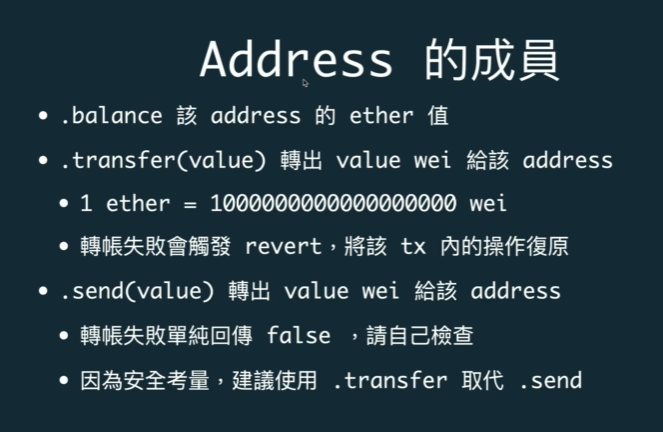 Address 的成員
• .balance 該 address 的 ether 值
• .transfer(value) 轉出 value wei 給該 address
• 1 ether = 1000000000000000000 wei
• 轉帳失敗會觸發 revert，將該 tx 內的操作復原
• .send(value) 轉出 value wei 給該 address
• 轉帳失敗單純回傳 false ，請自己檢查
• 因為安全考量，建議使用 .transfer 取代 .send